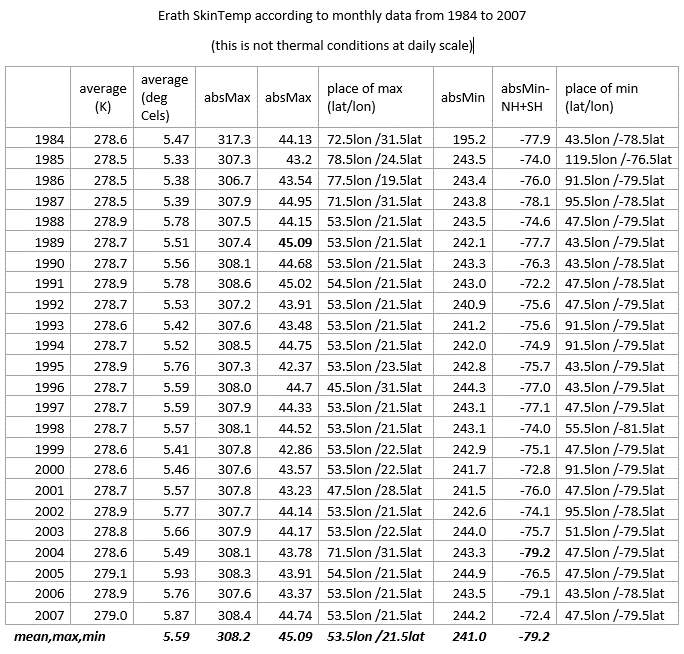 Erath SkinTemp according to monthly data from 1984 to 2007
(this is not thermal conditions at daily scale)
average (K) average (deg Cels) absMax absMax place of max (lat/lon) absMin absMin-NH+SH place of min (lat/lon)
1984 278.6 5.47 317.3 44.13 72.5lon /31.5lat 195.2 -77.9 43.5lon /-78.5lat
1985 278.5 5.33 307.3 43.2 78.5lon /24.5lat 243.5 -74.0 119.5lon /-76.5lat
1986 278.5 5.38 306.7 43.54 77.5lon /19.5lat 243.4 -76.0 91.5lon /-79.5lat
1987 278.5 5.39 307.9 44.95 71.5lon /31.5lat 243.8 -78.1 95.5lon /-78.5lat
1988 278.9 5.78 307.5 44.15 53.5lon /21.5lat 243.5 -74.6 47.5lon /-79.5lat
1989 278.7 5.51 307.4 45.09 53.5lon /21.5lat 242.1 -77.7 43.5lon /-79.5lat
1990 278.7 5.56 308.1 44.68 53.5lon /21.5lat 243.3 -76.3 43.5lon /-78.5lat
1991 278.9 5.78 308.6 45.02 54.5lon /21.5lat 243.0 -72.2 47.5lon /-78.5lat
1992 278.7 5.53 307.2 43.91 53.5lon /21.5lat 240.9 -75.6 47.5lon /-79.5lat
1993 278.6 5.42 307.6 43.48 53.5lon /21.5lat 241.2 -75.6 91.5lon /-79.5lat
1994 278.7 5.52 308.5 44.75 53.5lon /21.5lat 242.0 -74.9 91.5lon /-79.5lat
1995 278.9 5.76 307.3 42.37 53.5lon /23.5lat 242.8 -75.7 43.5lon /-79.5lat
1996 278.7 5.59 308.0 44.7 45.5lon /31.5lat 244.3 -77.0 43.5lon /-79.5lat
1997 278.7 5.59 307.9 44.33 53.5lon /21.5lat 243.1 -77.1 47.5lon /-79.5lat
1998 278.7 5.57 308.1 44.52 53.5lon /21.5lat 243.1 -74.0 55.5lon /-81.5lat
1999 278.6 5.41 307.8 42.86 53.5lon /22.5lat 242.9 -75.1 47.5lon /-79.5lat
2000 278.6 5.46 307.6 43.57 53.5lon /22.5lat 241.7 -72.8 91.5lon /-79.5lat
2001 278.7 5.57 307.8 43.23 47.5lon /28.5lat 241.5 -76.0 47.5lon /-79.5lat
2002 278.9 5.77 307.7 44.14 53.5lon /21.5lat 242.6 -74.1 95.5lon /-78.5lat
2003 278.8 5.66 307.9 44.17 53.5lon /22.5lat 244.0 -75.7 51.5lon /-79.5lat
2004 278.6 5.49 308.1 43.78 71.5lon /31.5lat 243.3 -79.2 47.5lon /-79.5lat
2005 279.1 5.93 308.3 43.91 54.5lon /21.5lat 244.9 -76.5 47.5lon /-79.5lat
2006 278.9 5.76 307.6 43.37 53.5lon /21.5lat 243.5 -79.1 43.5lon /-78.5lat
2007 279.0 5.87 308.4 44.74 53.5lon /21.5lat 244.2 -72.4 47.5lon /-79.5lat
mean,max,min 5.59 308.2 45.09 53.5lon /21.5lat 241.0 -79.2